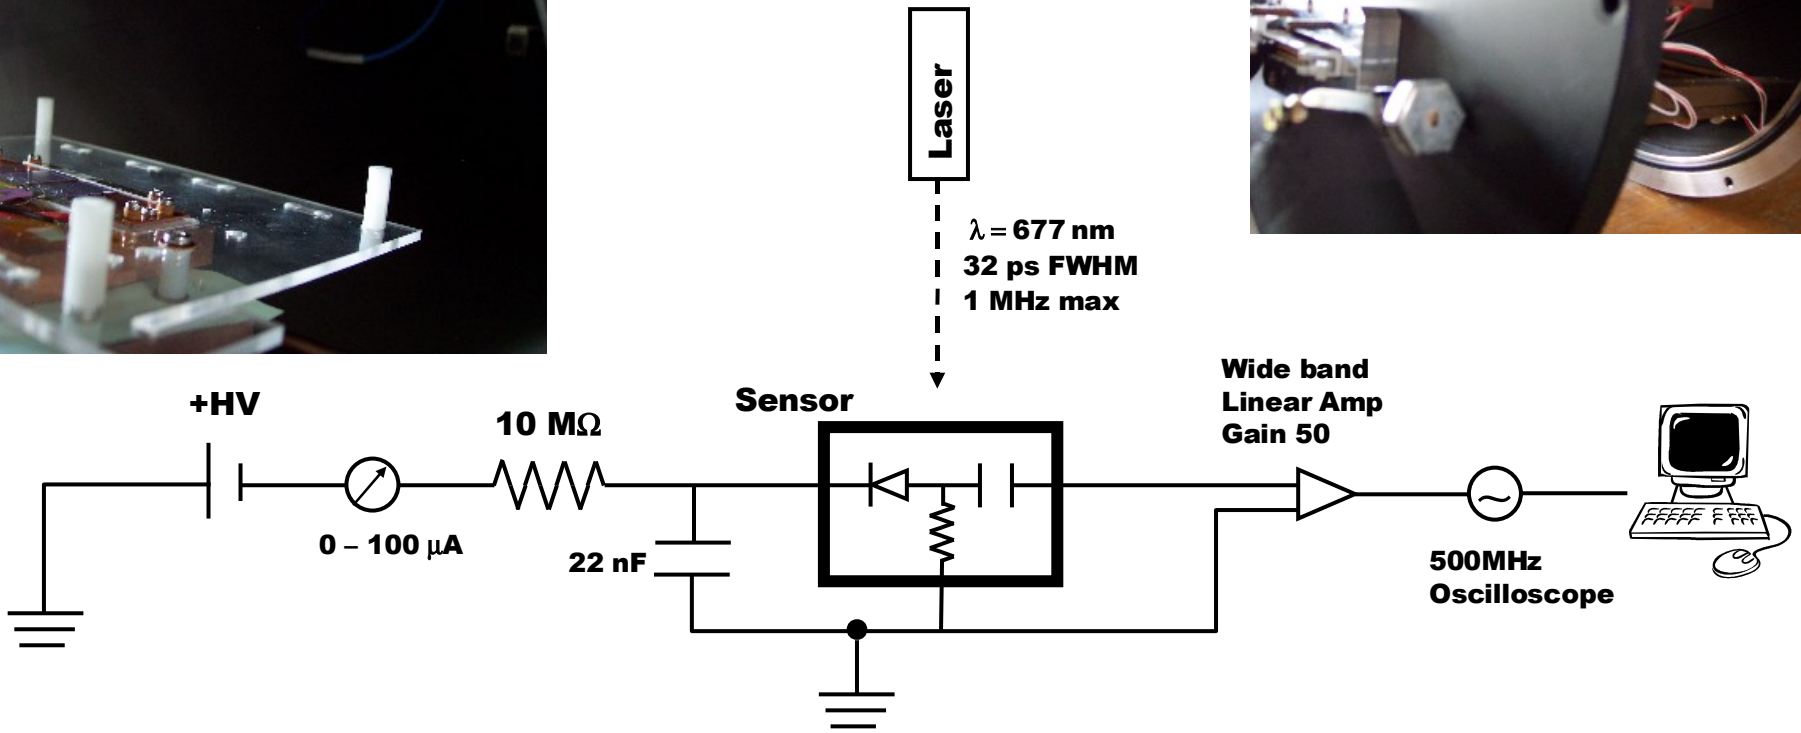 Laser
λ = 677 nm
32 ps FWHM
1 MHz max
Wide band
Linear Amp
Gain 50
+HV
Sensor
10 MΩ
0 – 100 μA
22 nF
500MHz
Oscilloscope